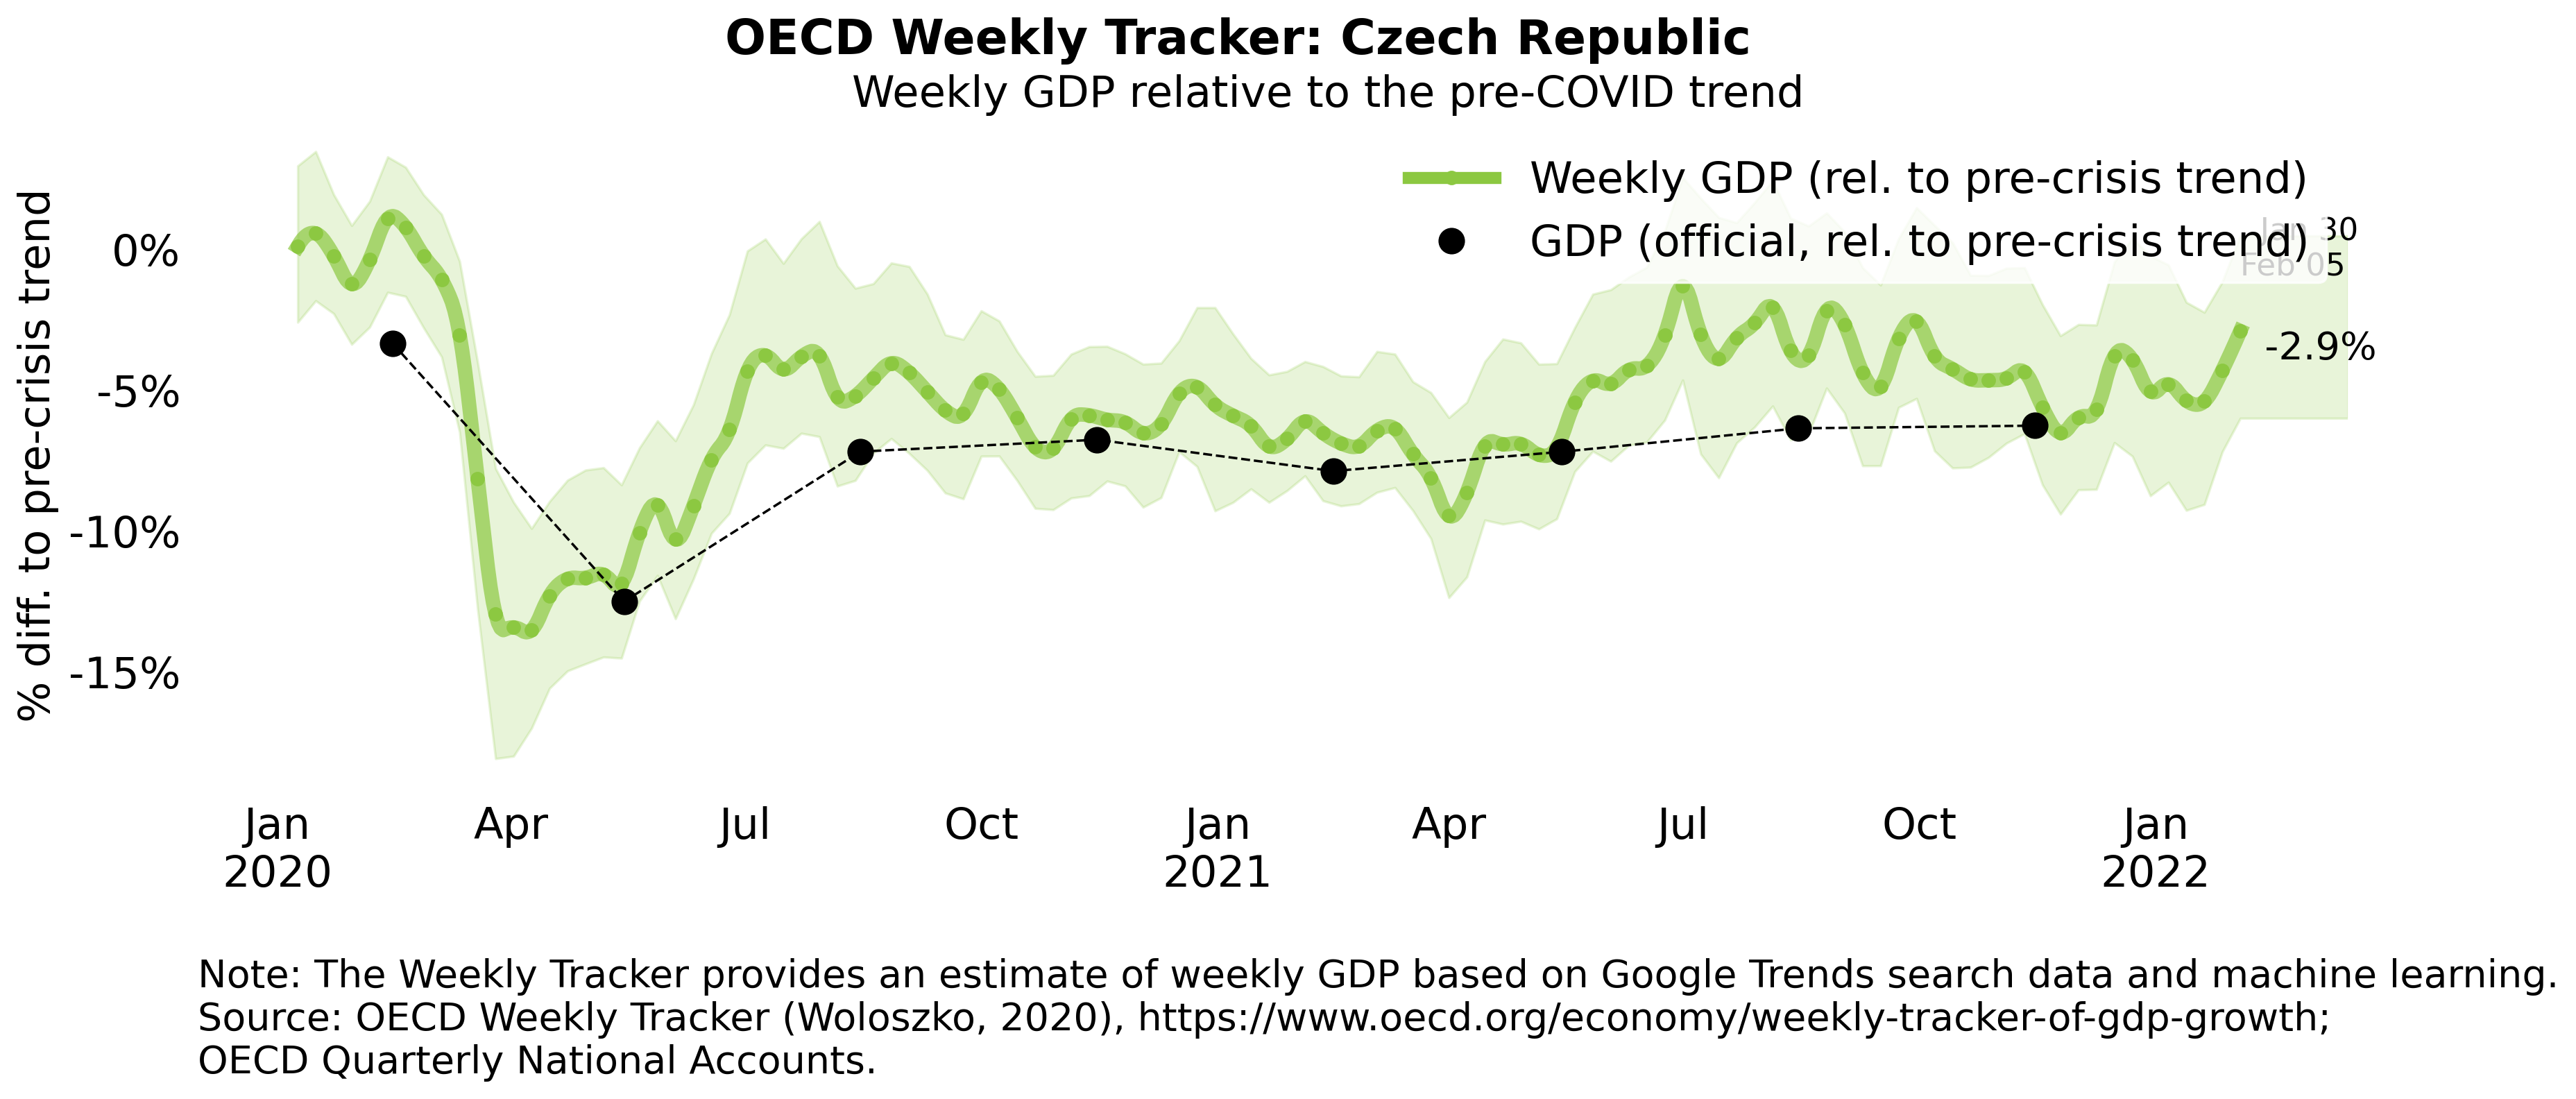 OECD Weekly Tracker: Czech Republic
Weekly GDP relative to the pre-COVID trend
Weekly GDP (rel. to pre-crisis trend)
GDP (official, rel. to pre-crisis trend)
Jan 30
Feb 05
-2.9%
% diff. to pre-crisis trend
0%
-5%
-10%
-15%
Jan Apr Jul Oct Jan Apr Jul Oct Jan
2020 2021 2022
Note: The Weekly Tracker provides an estimate of weekly GDP based on Google Trends search data and machine learning.
Source: OECD Weekly Tracker (Woloszko, 2020), https://www.oecd.org/economy/weekly-tracker-of-gdp-growth;
OECD Quarterly National Accounts.